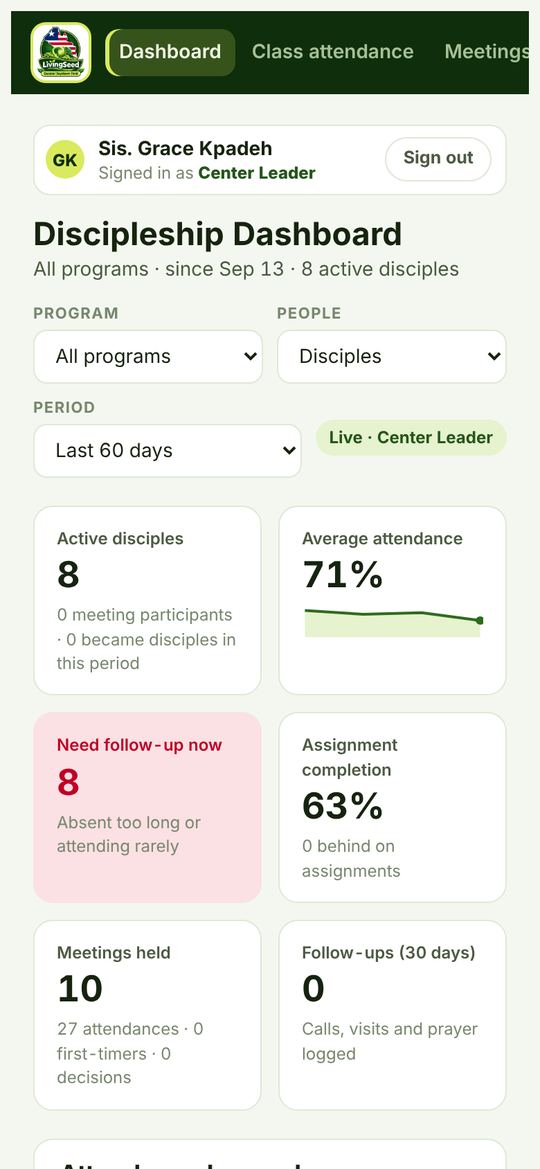 LivingSeed
Dashboard
Class attendance
Meetings
GK
Sis. Grace Kpadeh
Signed in as Center Leader
Sign out
Discipleship Dashboard
All programs · since Sep 13 · 8 active disciples
PROGRAM
PEOPLE
All programs
Disciples
PERIOD
Last 60 days
Live · Center Leader
Active disciples
8
0 meeting participants
· 0 became disciples in
this period
Average attendance
71%
Need follow-up now
8
Absent too long or
attending rarely
Assignment
completion
63%
0 behind on
assignments
Meetings held
10
27 attendances · 0
first-timers · 0
decisions
Follow-ups (30 days)
0
Calls, visits and prayer
logged